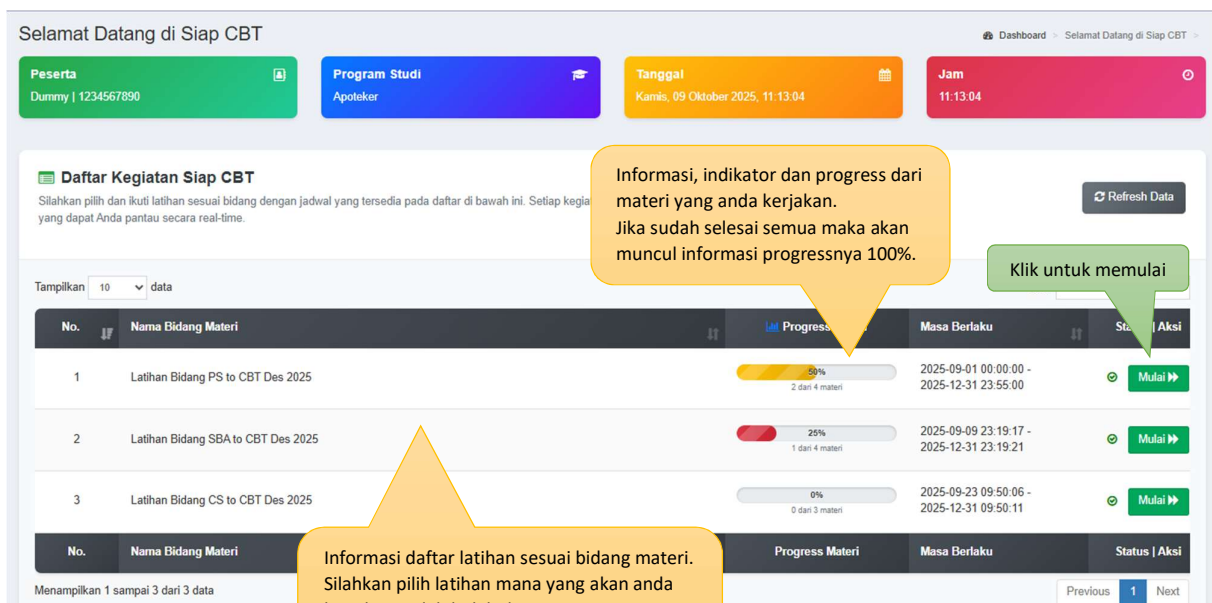 Selamat Datang di Siap CBT
Dashboard > Selamat Datang di Siap CBT >
Peserta
Dummy | 1234567890
Program Studi
Apoteker
Tanggal
Kamis, 09 Oktober 2025, 11:13:04
Jam
11:13:04
Daftar Kegiatan Siap CBT
Silahkan pilih dan ikuti latihan sesuai bidang dengan jadwal yang tersedia pada daftar di bawah ini. Setiap
yang dapat Anda pantau secara real-time.
Refresh Data
Informasi, indikator dan progress dari
materi yang anda kerjakan.
Jika sudah selesai semua maka akan
muncul informasi progressnya 100%.
Klik untuk memulai
Tampilkan 10 data
No. Nama Bidang Materi Progress Masa Berlaku | Aksi
1 Latihan Bidang PS to CBT Des 2025 50% 2025-09-01 00:00:00 -
2 dari 4 materi 2025-12-31 23:55:00 Mulai
2 Latihan Bidang SBA to CBT Des 2025 25% 2025-09-09 23:19:17 -
1 dari 4 materi 2025-12-31 23:19:21 Mulai
3 Latihan Bidang CS to CBT Des 2025 0% 2025-09-23 09:50:06 -
0 dari 3 materi 2025-12-31 09:50:11 Mulai
No. Nama Bidang Materi Progress Materi Masa Berlaku Status | Aksi
Informasi daftar latihan sesuai bidang materi.
Silahkan pilih latihan mana yang akan anda
Menampilkan 1 sampai 3 dari 3 data
Previous 1 Next